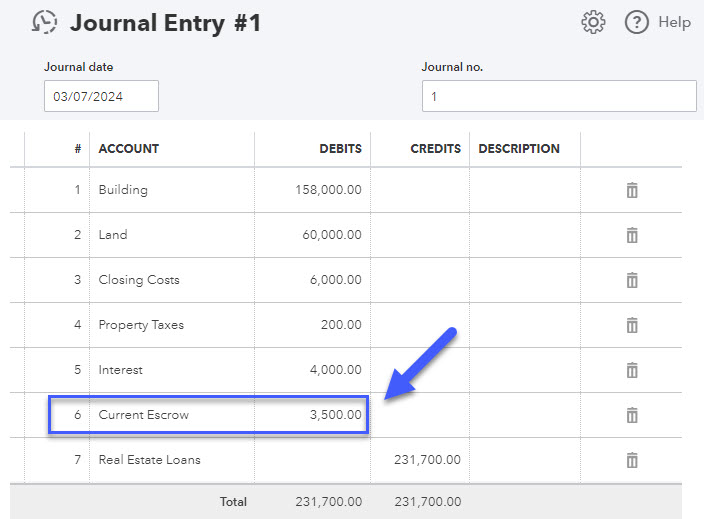 Journal Entry #1
Help
Journal date
Journal no.
03/07/2024
1
# ACCOUNT DEBITS CREDITS DESCRIPTION
1 Building 158,000.00
2 Land 60,000.00
3 Closing Costs 6,000.00
4 Property Taxes 200.00
5 Interest 4,000.00
6 Current Escrow 3,500.00
7 Real Estate Loans 231,700.00
Total 231,700.00 231,700.00